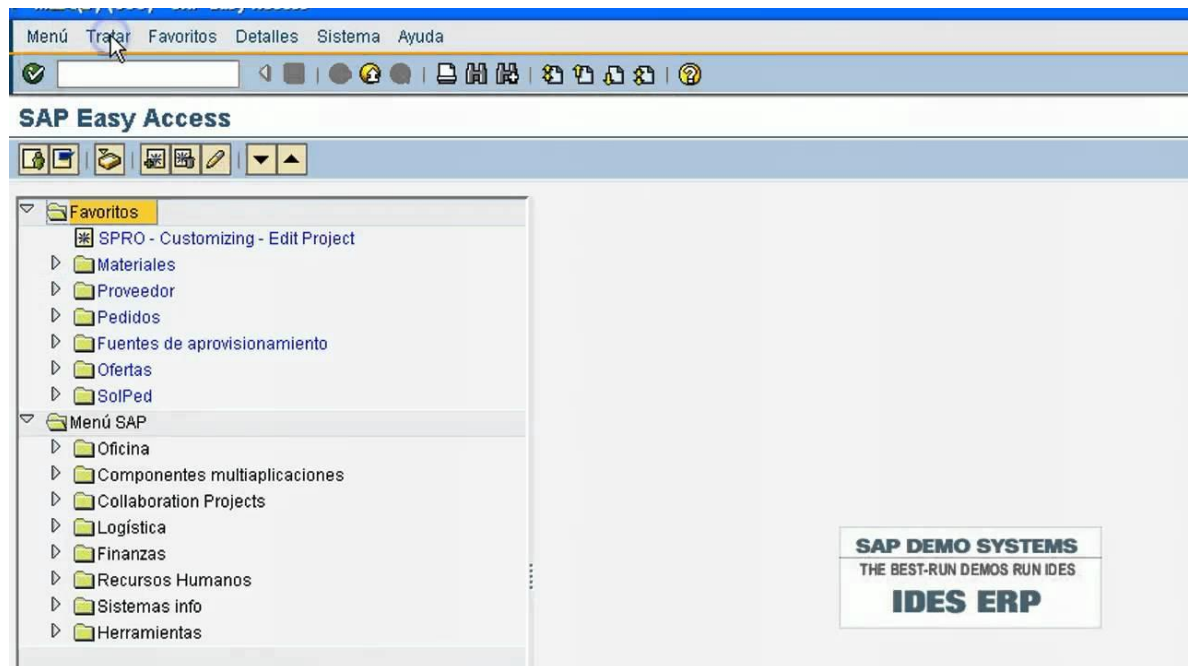 Menú Tratar Favoritos Detalles Sistema Ayuda
SAP Easy Access
Favoritos
SPRO - Customizing - Edit Project
Materiales
Proveedor
Pedidos
Fuentes de aprovisionamiento
Ofertas
SolPed
Menú SAP
Oficina
Componentes multiaplicaciones
Collaboration Projects
Logística
Finanzas
Recursos Humanos
Sistemas info
Herramientas
SAP DEMO SYSTEMS
THE BEST-RUN DEMOS RUN IDES
IDES ERP